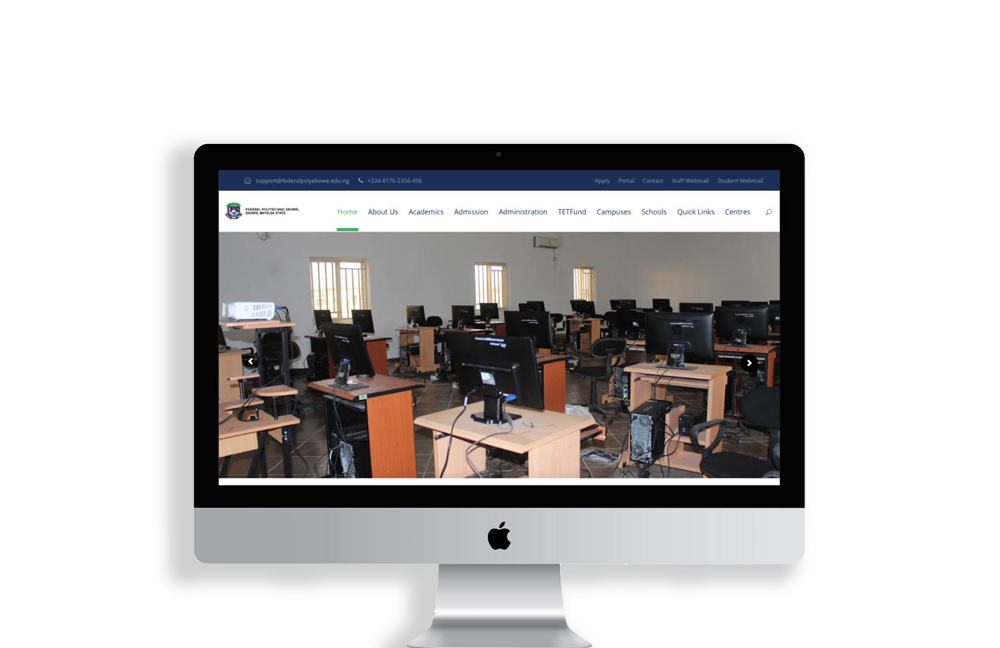 support@federalpolyekowe.edu.ng +234-8176-2356-456 Apply Portal Contact Staff Webmail Student Webmail
FEDERAL POLYTECHNIC EKOWE,
EKOWE, BAYELSA STATE.
Home About Us Academics Admission Administration TETFund Campuses Schools Quick Links Centres